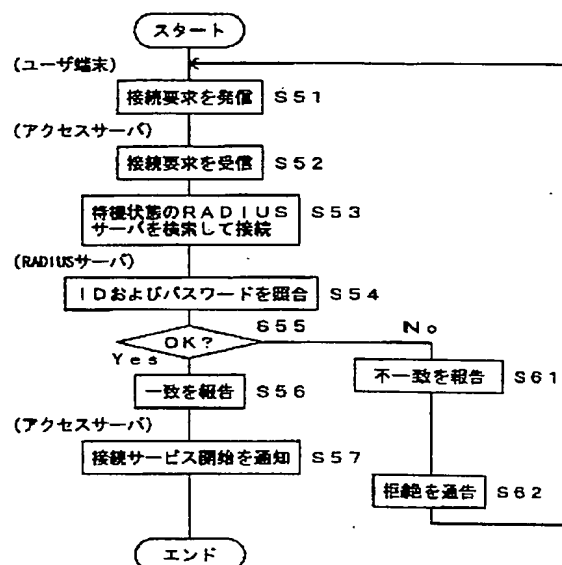 スタート
(ユーザ端末)
接続要求を発信 S51
(アクセスサーバ)
接続要求を受信 S52
待機状態のRADIUS
サーバを検索して接続 S53
(RADIUSサーバ)
IDおよびパスワードを照合 S54
S55
OK?
No
Yes
一致を報告 S56
不一致を報告 S61
(アクセスサーバ)
接続サービス開始を通知 S57
拒絶を通告 S62
エンド